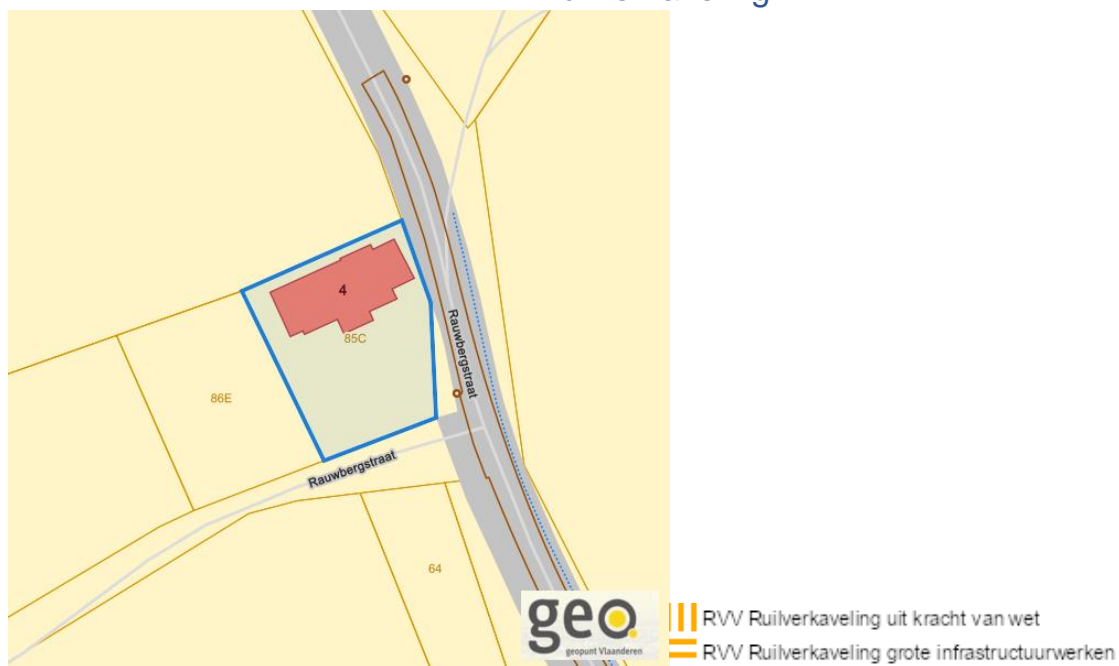 4
85C
Rauwbergstraat
86E
Rauwbergstraat
64
geo
geopunt Vlaanderen
RVV Ruilverkaveling uit kracht van wet
RVV Ruilverkaveling grote infrastructuurwerken